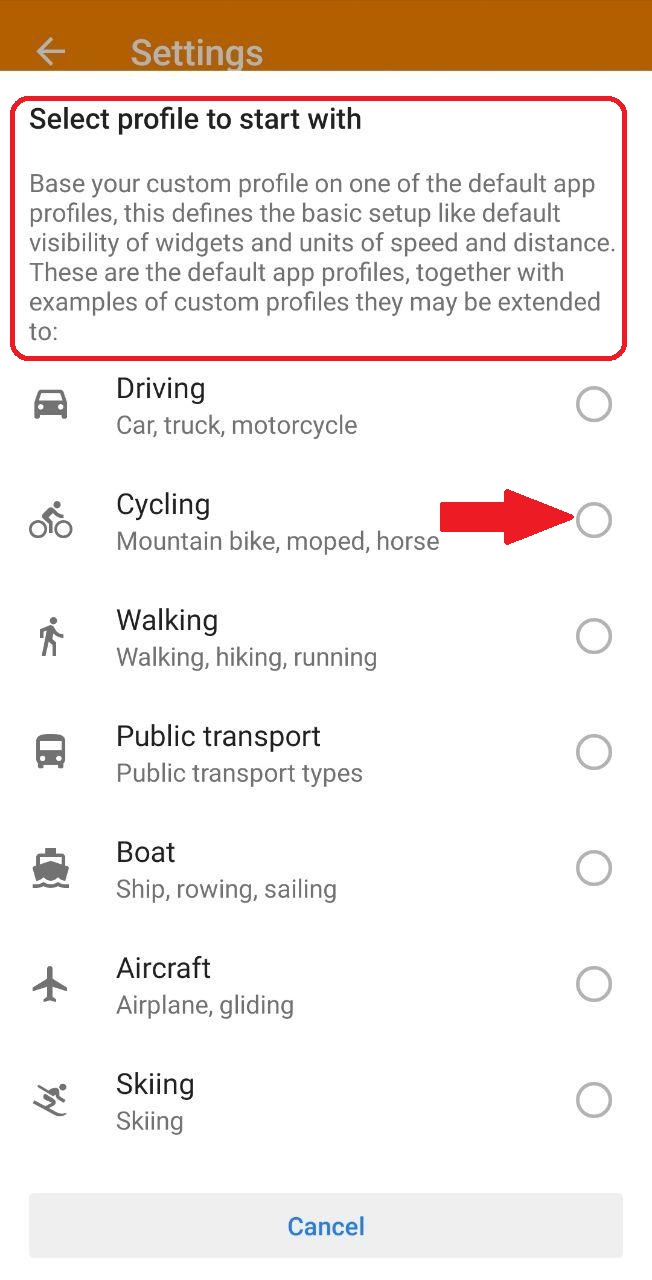 Settings
Select profile to start with
Base your custom profile on one of the default app
profiles, this defines the basic setup like default
visibility of widgets and units of speed and distance.
These are the default app profiles, together with
examples of custom profiles they may be extended
to:
Driving
Car, truck, motorcycle
Cycling
Mountain bike, moped, horse
Walking
Walking, hiking, running
Public transport
Public transport types
Boat
Ship, rowing, sailing
Aircraft
Airplane, gliding
Skiing
Skiing
Cancel